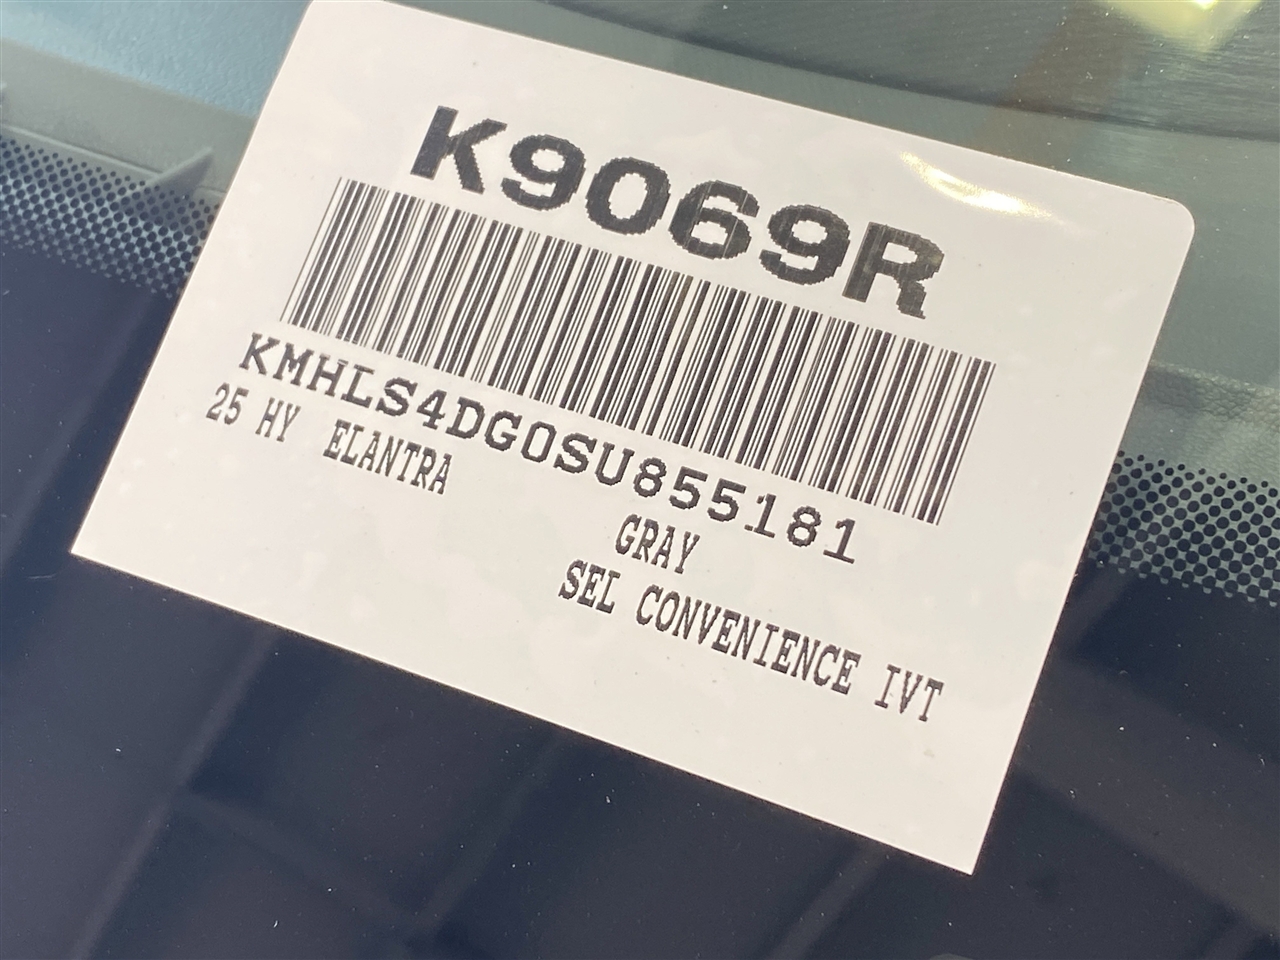 K9069R
KMHLS4DG0SU855181
25 HY ELANTRA
GRAY
SEL CONVENIENCE IVT